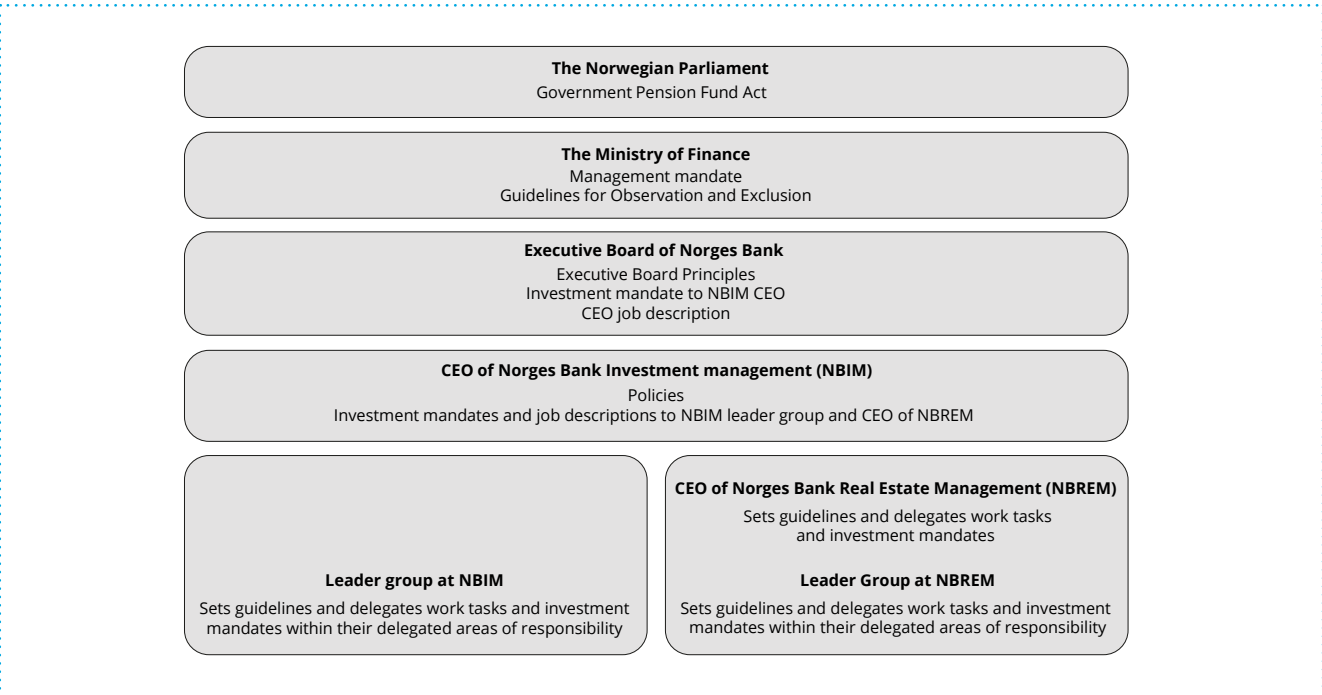 The Norwegian Parliament
Government Pension Fund Act
The Ministry of Finance
Management mandate
Guidelines for Observation and Exclusion
Executive Board of Norges Bank
Executive Board Principles
Investment mandate to NBIM CEO
CEO job description
CEO of Norges Bank Investment management (NBIM)
Policies
Investment mandates and job descriptions to NBIM leader group and CEO of NBREM
Leader group at NBIM
Sets guidelines and delegates work tasks and investment
mandates within their delegated areas of responsibility
CEO of Norges Bank Real Estate Management (NBREM)
Sets guidelines and delegates work tasks
and investment mandates
Leader Group at NBREM
Sets guidelines and delegates work tasks and investment
mandates within their delegated areas of responsibility